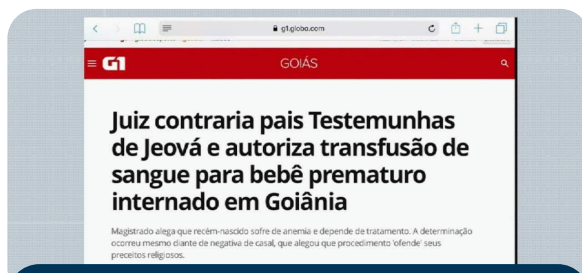 g1.globo.com
G1
GOIÁS
Juiz contraria pais Testemunhas
de Jeová e autoriza transfusão de
sangue para bebê prematuro
internado em Goiânia
Magistrado alega que recém-nascido sofre de anemia e depende de tratamento. A determinação
ocorreu mesmo diante de negativa de casal, que alegou que procedimento 'ofende' seus
preceitos religiosos.